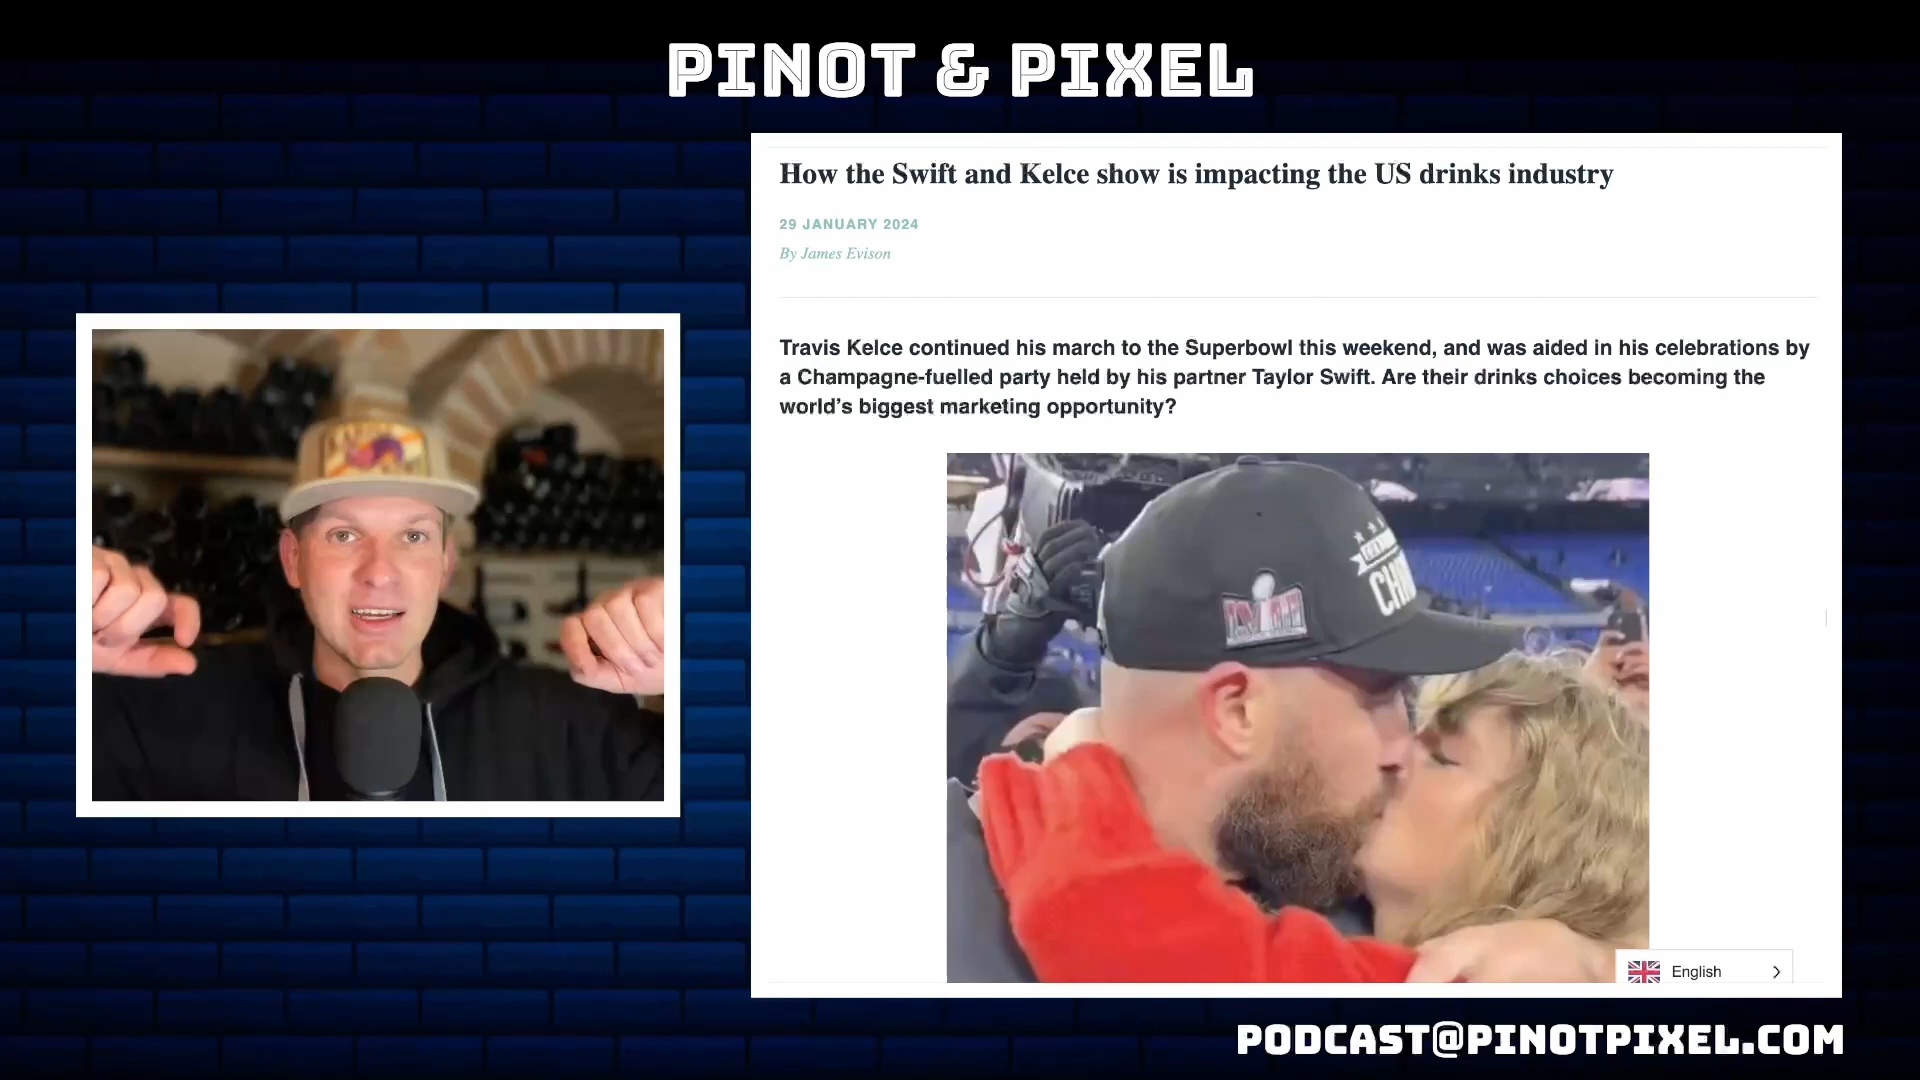 PINOT & PIXEL
How the Swift and Kelce show is impacting the US drinks industry
29 JANUARY 2024
By James Evison
Travis Kelce continued his march to the Superbowl this weekend, and was aided in his celebrations by
a Champagne-fuelled party held by his partner Taylor Swift. Are their drinks choices becoming the
world's biggest marketing opportunity?
English
PODCAST@PINOTPIXEL.COM